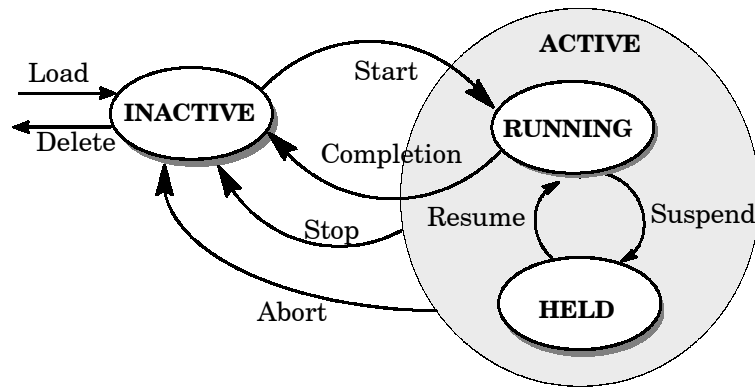 ACTIVE
Load
Start
INACTIVE
RUNNING
Delete
Completion
Resume
Suspend
Stop
Abort
HELD